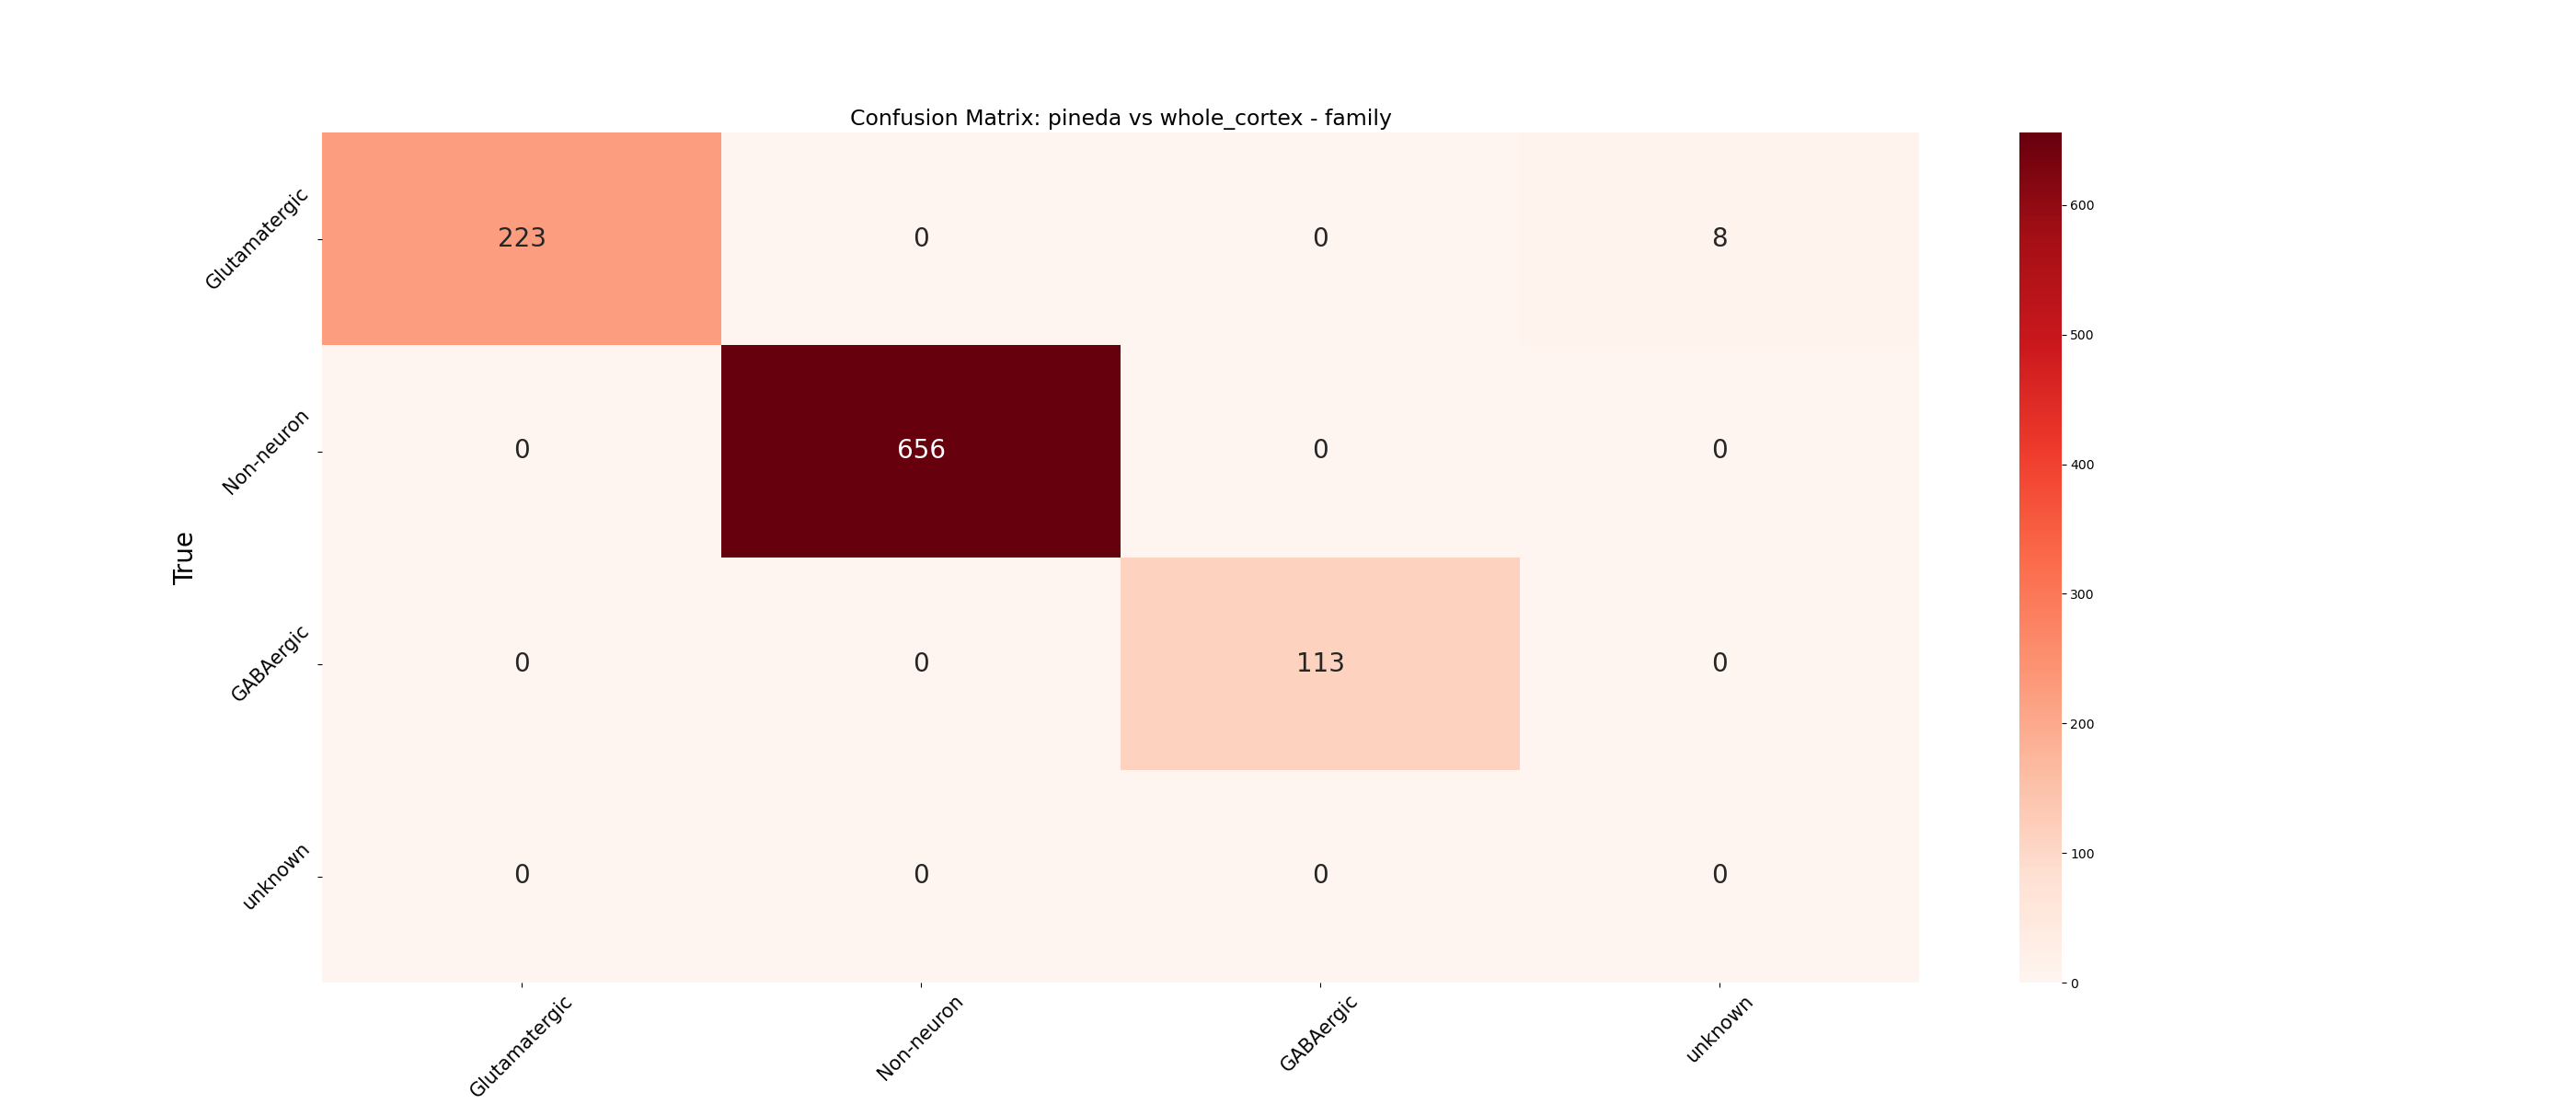 Confusion Matrix: pineda vs whole_cortex - family
True
Glutamatergic
223 0 0 8
Non-neuron
0 656 0 0
GABAergic
0 0 113 0
unknown
0 0 0 0
Glutamatergic Non-neuron GABAergic unknown
600
500
400
300
200
100
0